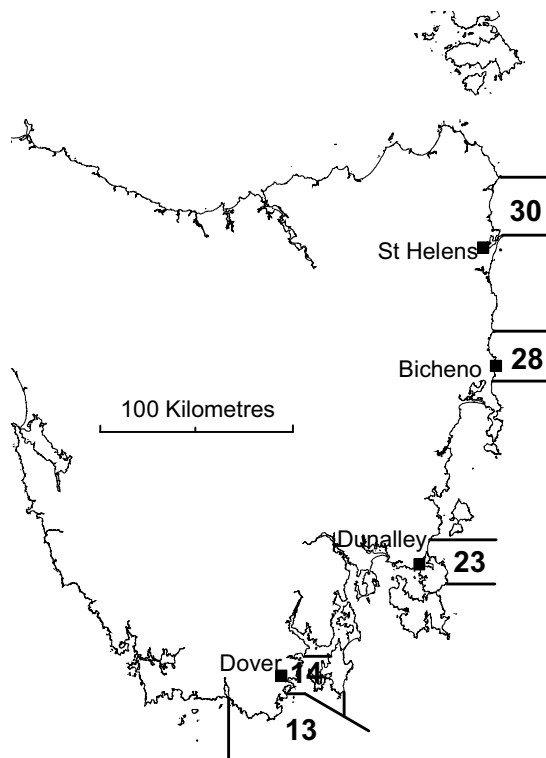 30
St Helens
28
Bicheno
100 Kilometres
Dunalley
23
Dover
14
13